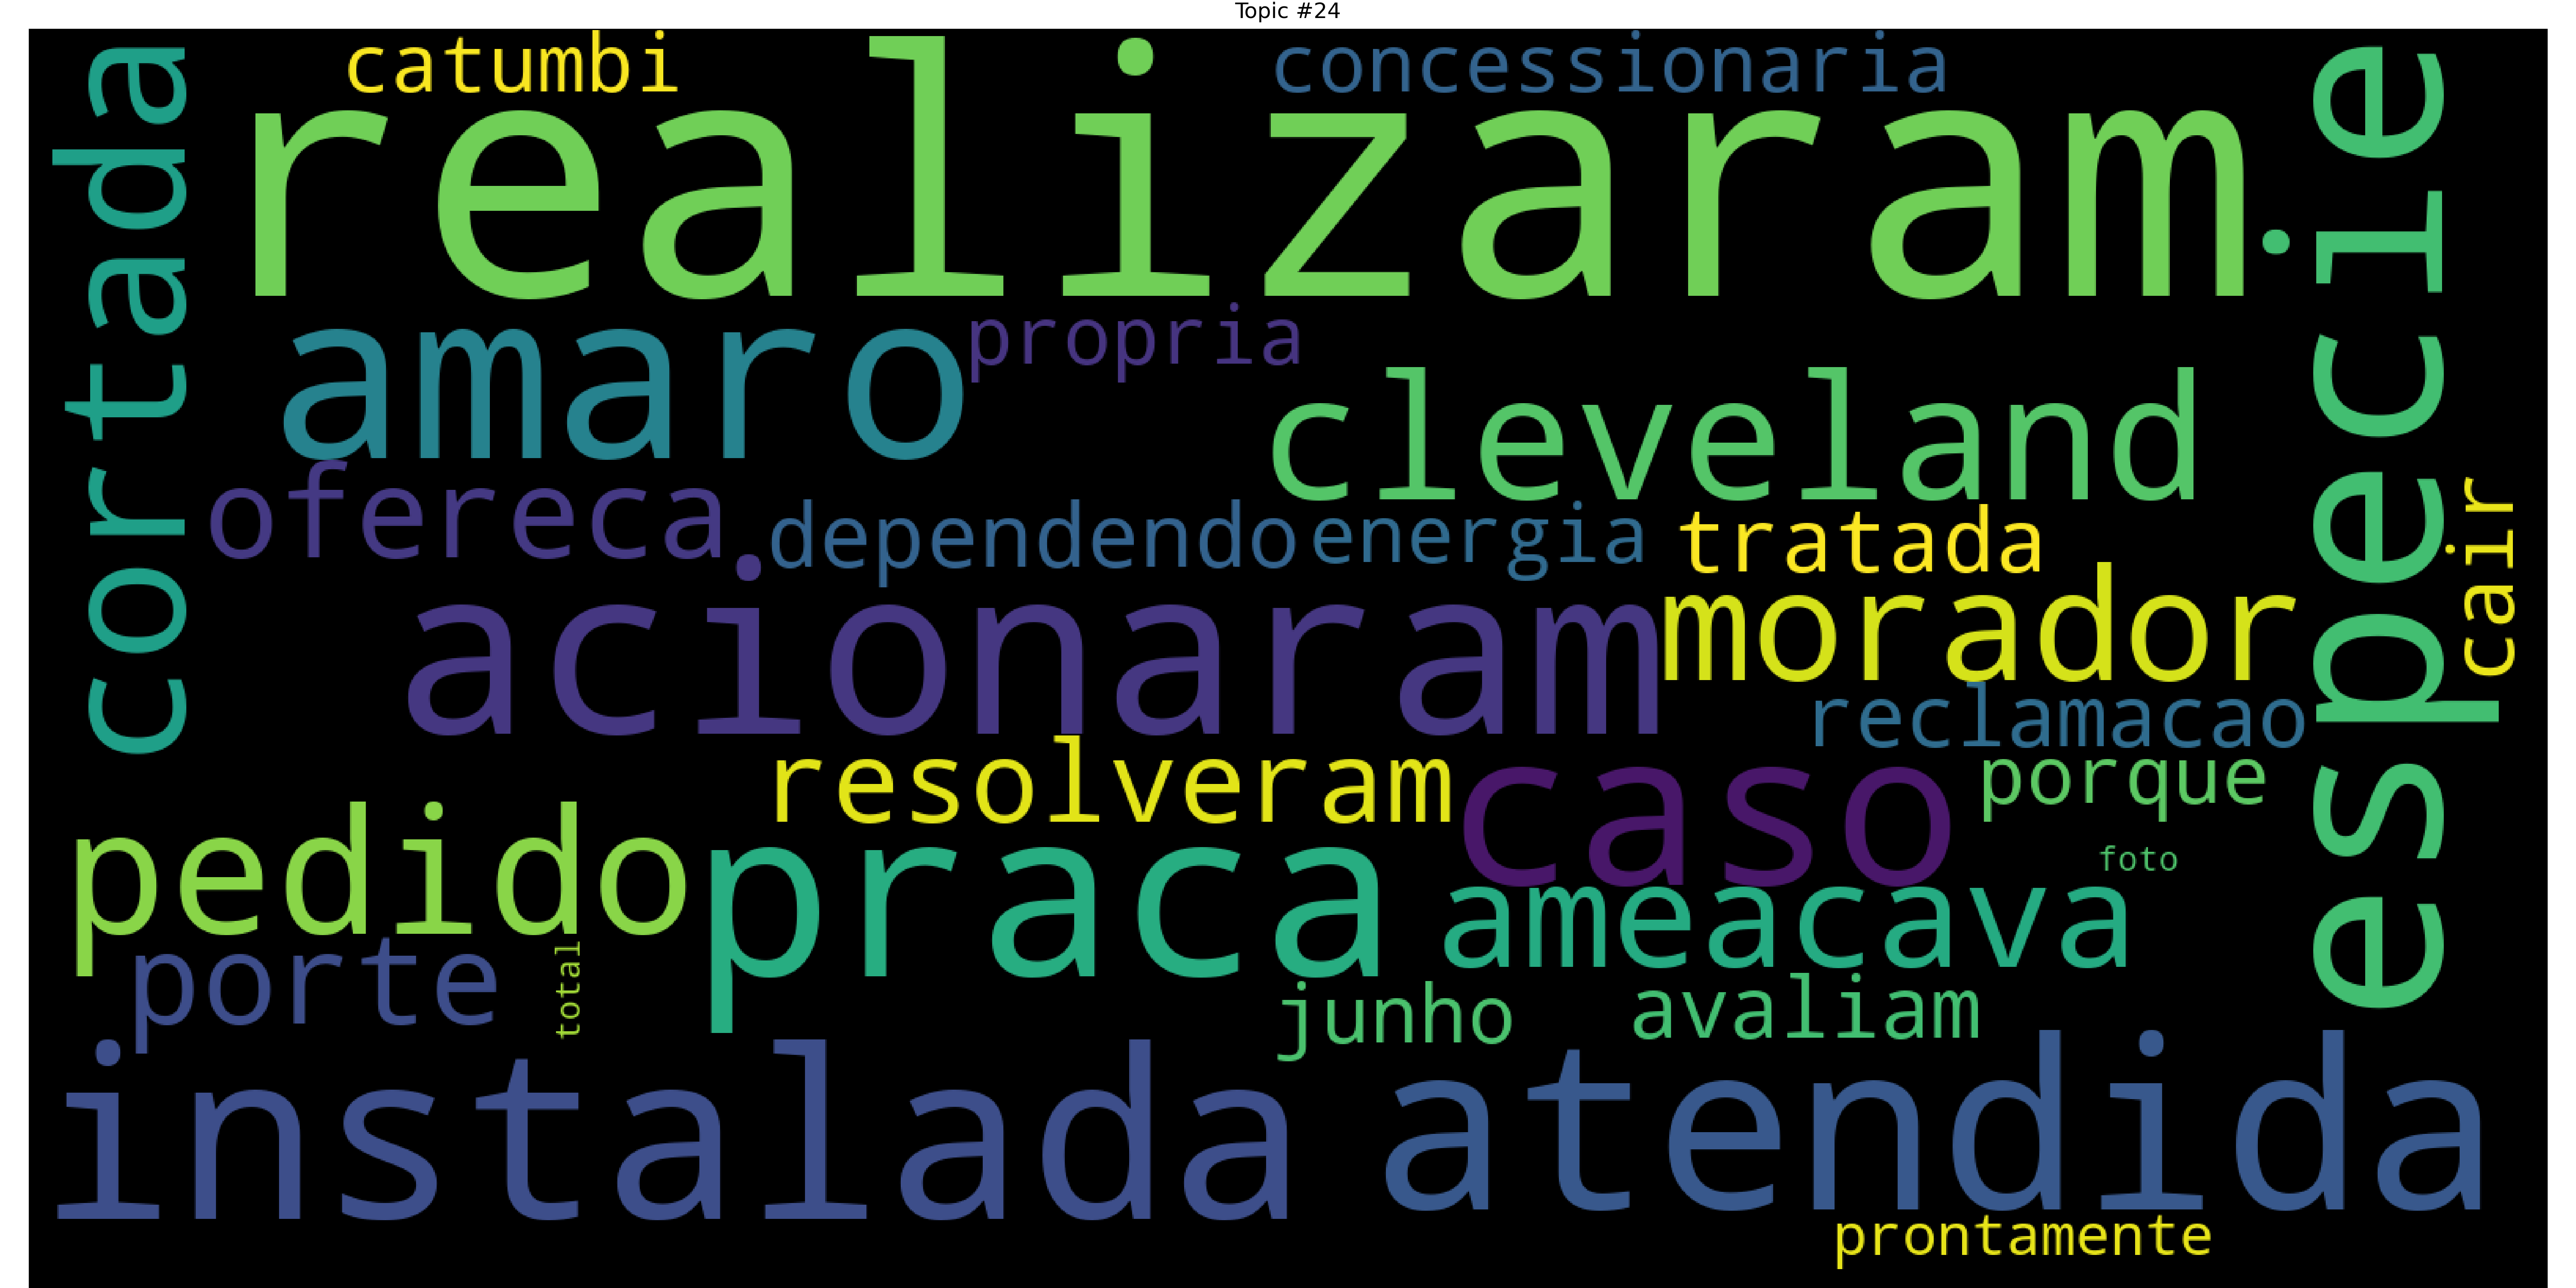 Topic #24
catumbi
concessionaria
cortada
realizaram
especie
amaro
propria
cleveland
ofereca
dependendo
energia
tratada
cair
acionaram
morador
reclamacao
resolveram
caso
porque
foto
pedido
praca
ameacava
porte
total
junho
avaliam
instalada
atendida
prontamente